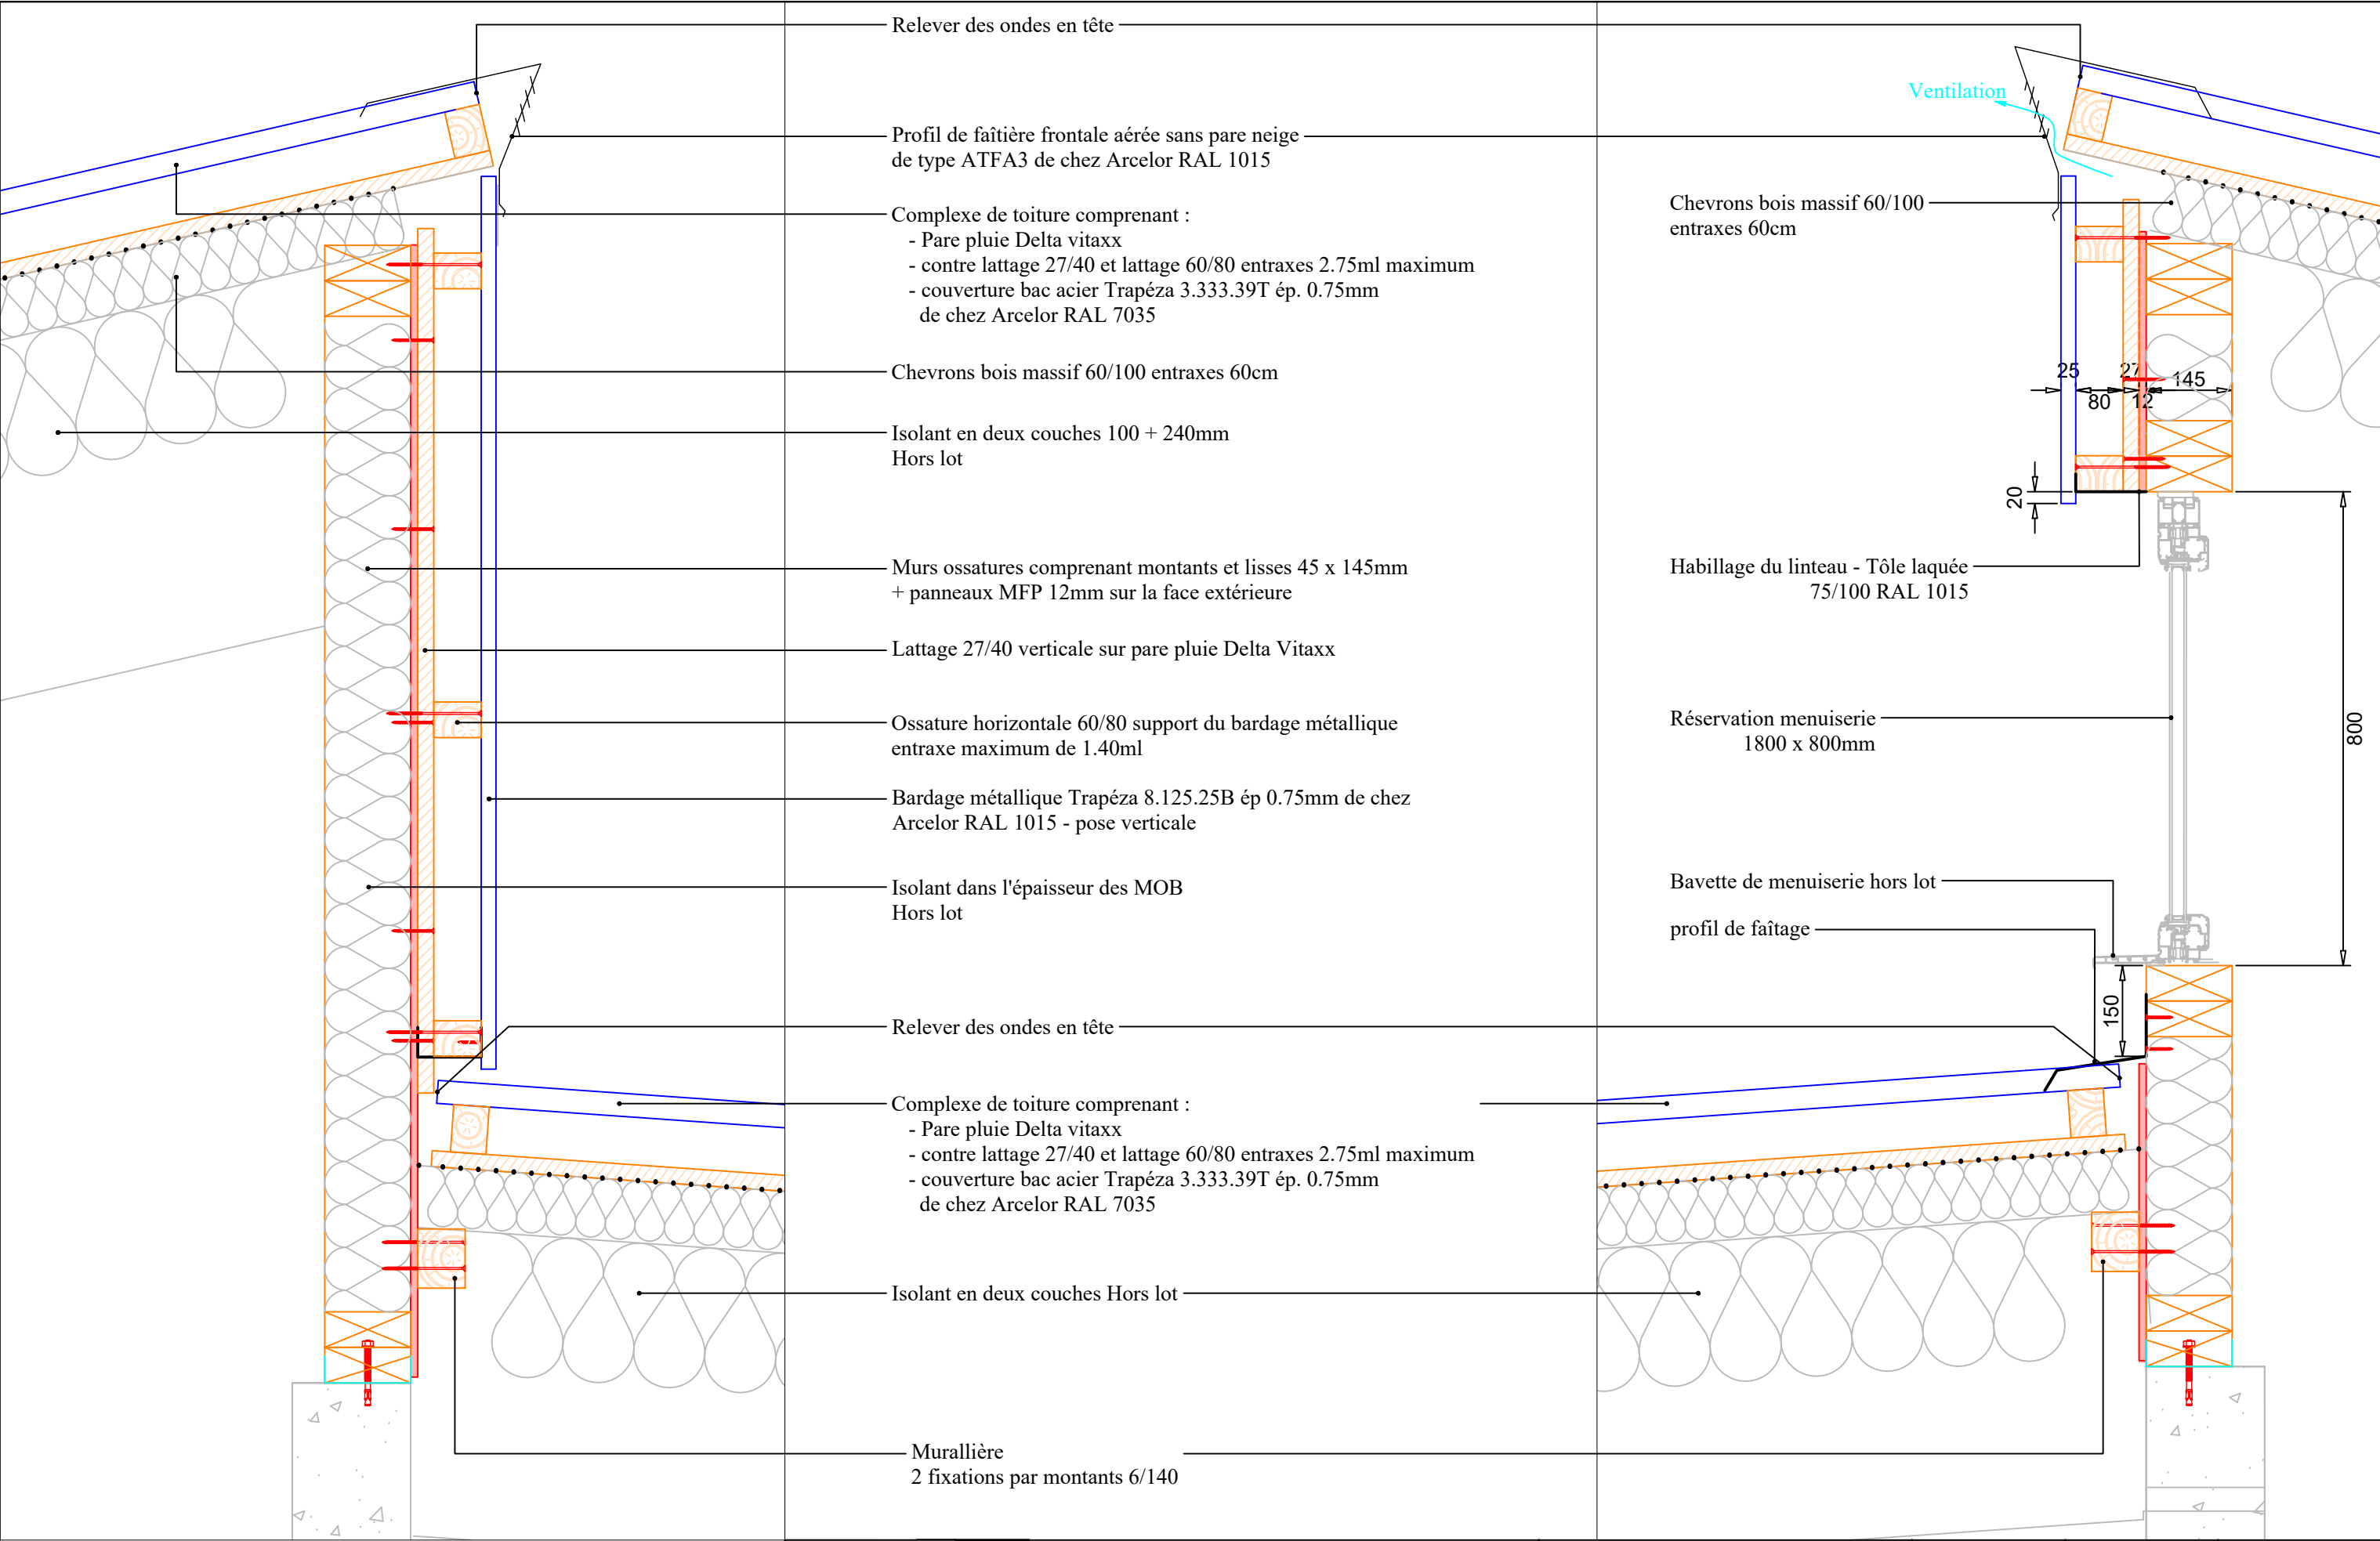 Relever des ondes en tête
Profil de faîtière frontale aérée sans pare neige
de type ATFA3 de chez Arcelor RAL 1015
Complexe de toiture comprenant :
- Pare pluie Delta vitaxx
- contre lattage 27/40 et lattage 60/80 entraxes 2.75ml maximum
- couverture bac acier Trapéza 3.333.39T ép. 0.75mm
de chez Arcelor RAL 7035
Chevrons bois massif 60/100 entraxes 60cm
Isolant en deux couches 100 + 240mm
Hors lot
Murs ossatures comprenant montants et lisses 45 x 145mm
+ panneaux MFP 12mm sur la face extérieure
Lattage 27/40 verticale sur pare pluie Delta Vitaxx
Ossature horizontale 60/80 support du bardage métallique
entraxe maximum de 1.40ml
Bardage métallique Trapéza 8.125.25B ép 0.75mm de chez
Arcelor RAL 1015 - pose verticale
Isolant dans l'épaisseur des MOB
Hors lot
Relever des ondes en tête
Complexe de toiture comprenant :
- Pare pluie Delta vitaxx
- contre lattage 27/40 et lattage 60/80 entraxes 2.75ml maximum
- couverture bac acier Trapéza 3.333.39T ép. 0.75mm
de chez Arcelor RAL 7035
Isolant en deux couches Hors lot
Murallière
2 fixations par montants 6/140
Ventilation
Chevrons bois massif 60/100
entraxes 60cm
25
27
145
80
12
20
Habillage du linteau - Tôle laquée
75/100 RAL 1015
Réservation menuiserie
1800 x 800mm
800
Bavette de menuiserie hors lot
profil de faîtage
150